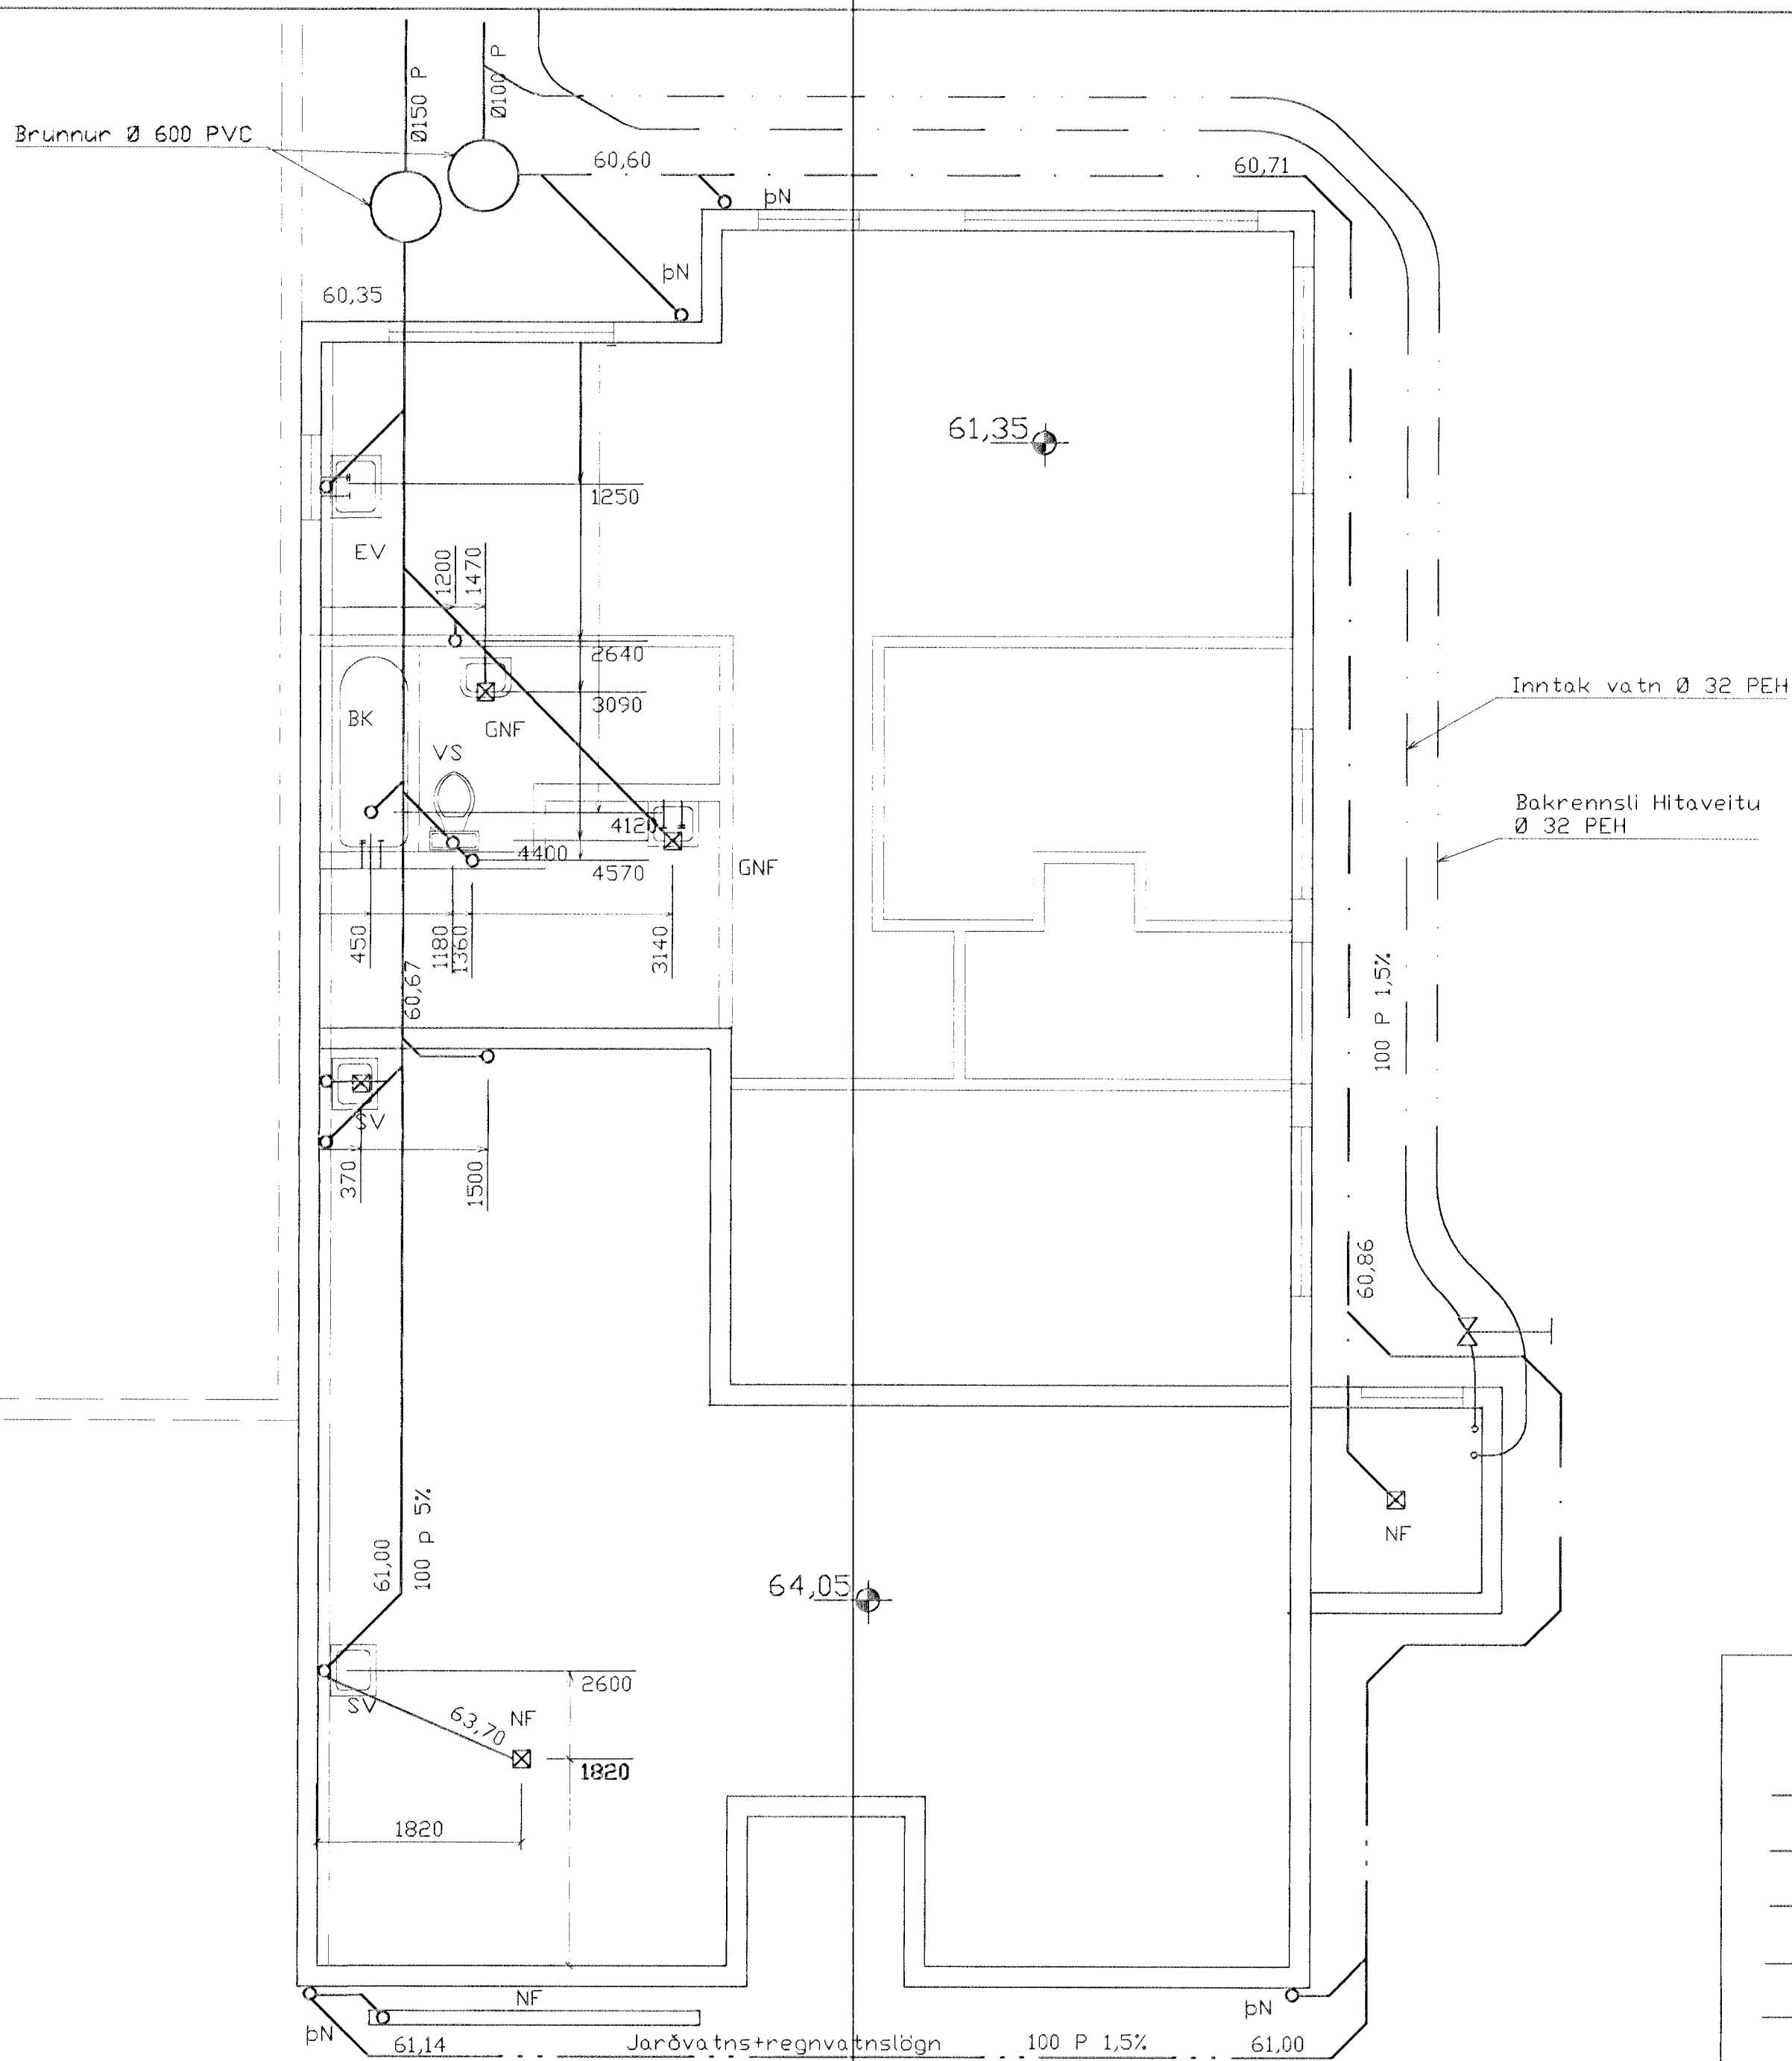 Ø150 P
Ø100 P
Brunnur Ø 600 PVC
60,60
60,71
þN
þN
60,35
61,35
1250
EV
1200
1470
2640
3090
BK
GNF
VS
4120
4400
4570
GNF
450
1180
1360
3140
60,67
Inntak vatn Ø 32 PEH
Bakrennsli Hitaveitu
Ø 32 PEH
100 P 1,5%
SV
370
1500
60,86
61,00
100 p 5%
NF
64,05
2600
SV
63,70
NF
1820
1820
NF
þN
þN
61,14
Jarðvatns+regnvatnslögn
100 P 1,5%
61,00